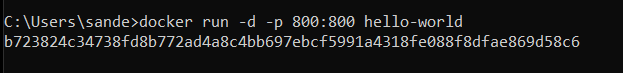 C:\Users\sande>docker run -d -p 800:800 hello-world
b723824c34738fd8b772ad4a8c4bb697ebcf5991a4318fe088f8dfae869d58c6